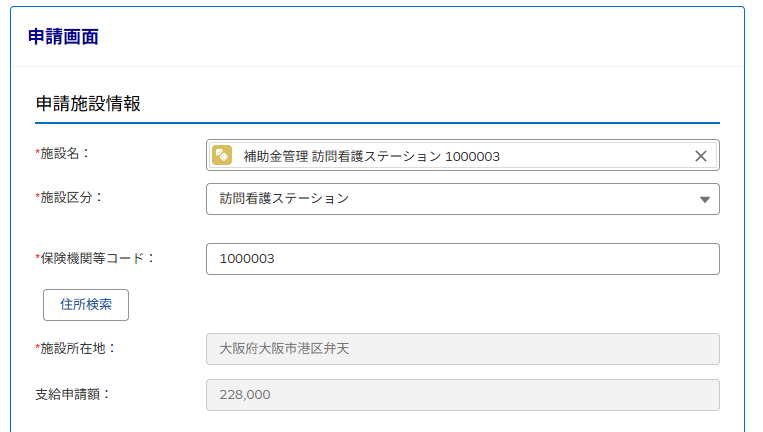 申請画面
申請施設情報
*施設名： 補助金管理 訪問看護ステーション 1000003
*施設区分： 訪問看護ステーション
*保険機関等コード： 1000003
住所検索
*施設所在地： 大阪府大阪市港区弁天
支給申請額： 228,000